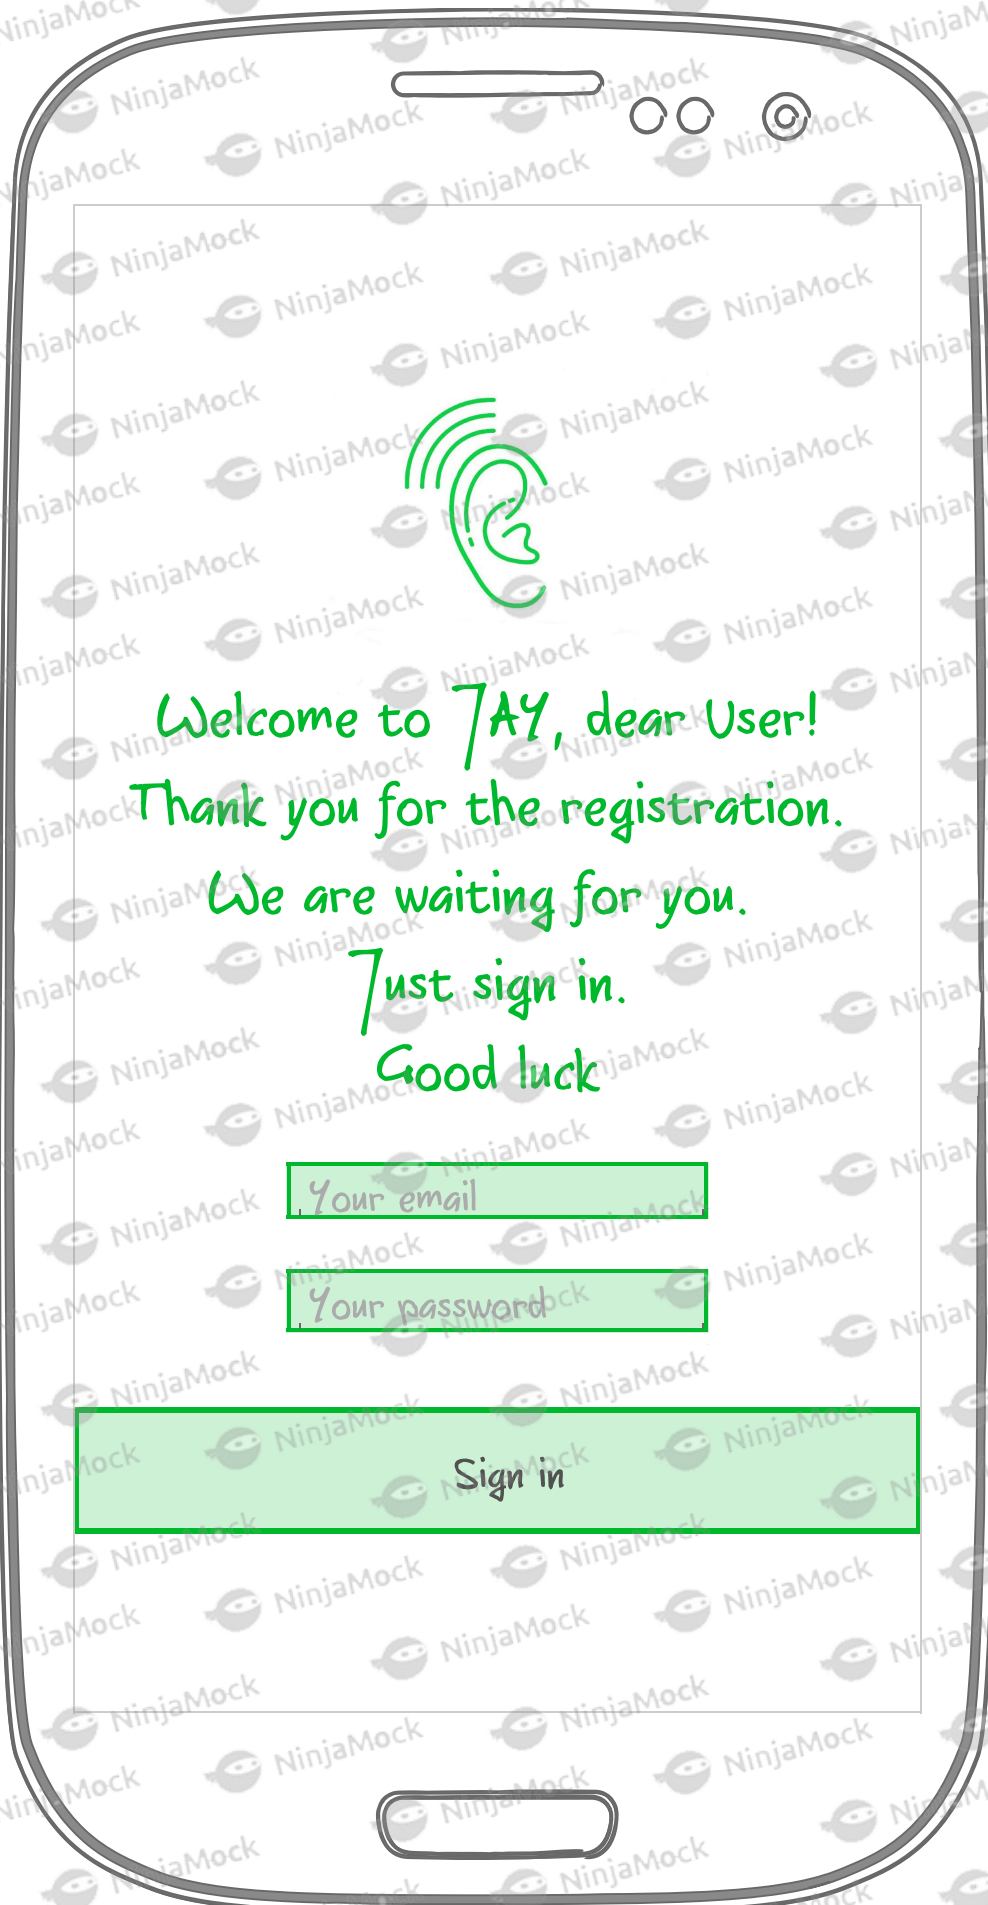 Welcome to JAY, dear User!
Thank you for the registration.
We are waiting for you.
Just sign in.
Good luck
Your email
Your password
Sign in
NinjaMock